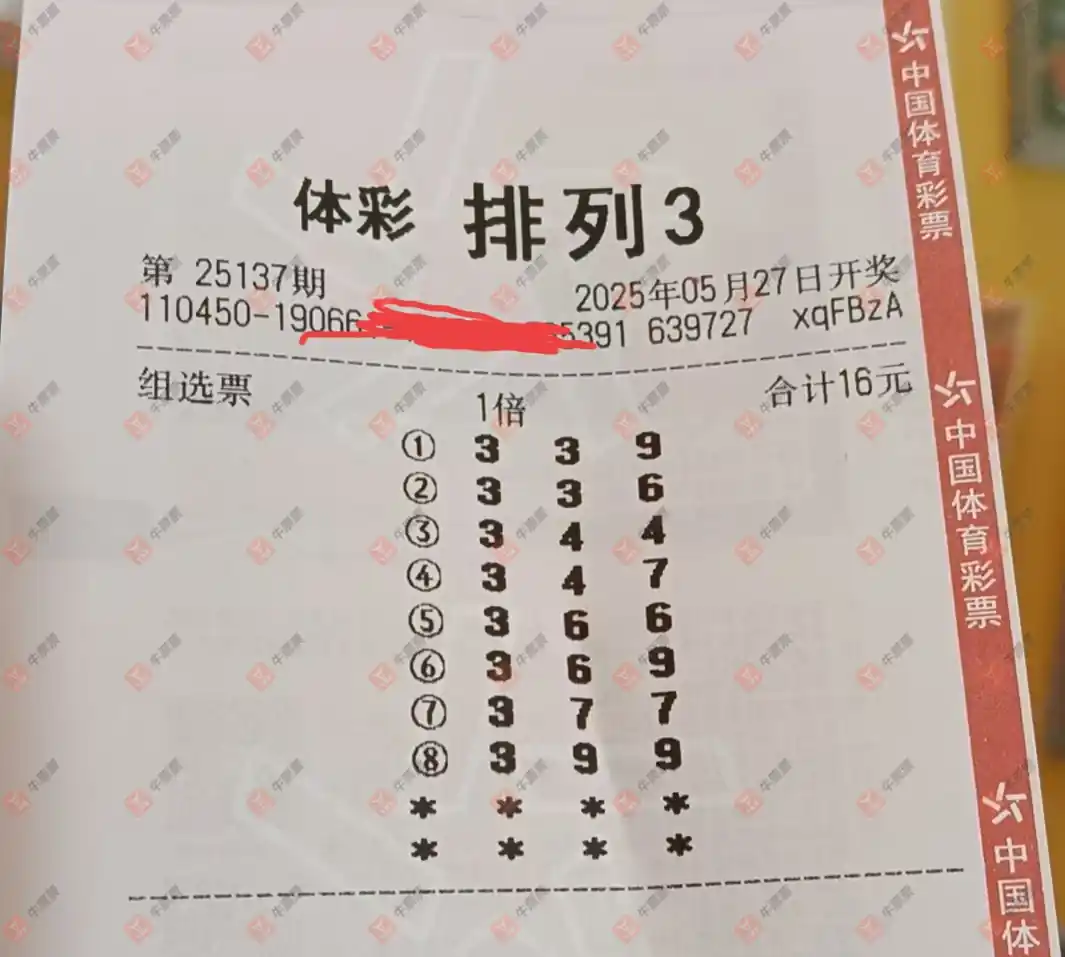 体彩 排列3
第 25137期 2025年05月27日开奖
110450-19066 5391 639727 xqFBzA
组选票 1倍 合计16元
① 3 3 9
② 3 3 6
③ 3 4 4
④ 3 4 7
⑤ 3 6 6
⑥ 3 6 9
⑦ 3 7 7
⑧ 3 9 9
* * * *
* * * *
中国体育彩票
中国体育彩票
中国体